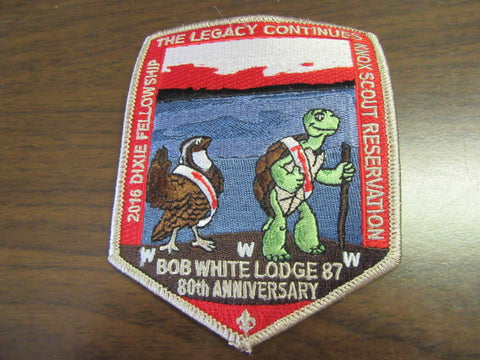 2016 DIXIE FELLOWSHIP
THE LEGACY CONTINUES
KNOX SCOUT RESERVATION
W W W
BOB WHITE LODGE 87
80th ANNIVERSARY